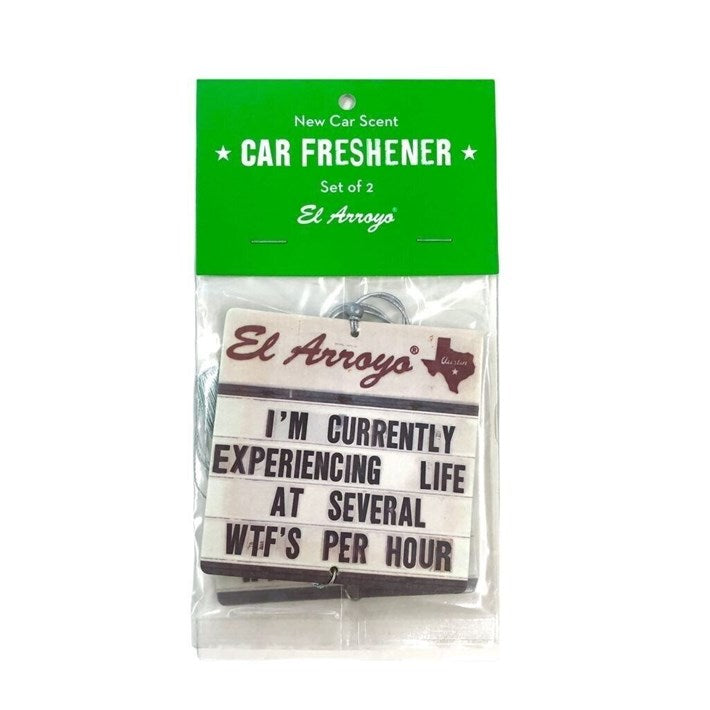 New Car Scent
★ CAR FRESHENER ★
Set of 2
El Arroyo®
El Arroyo®
Austin
I'M CURRENTLY
EXPERIENCING LIFE
AT SEVERAL
WTF'S PER HOUR